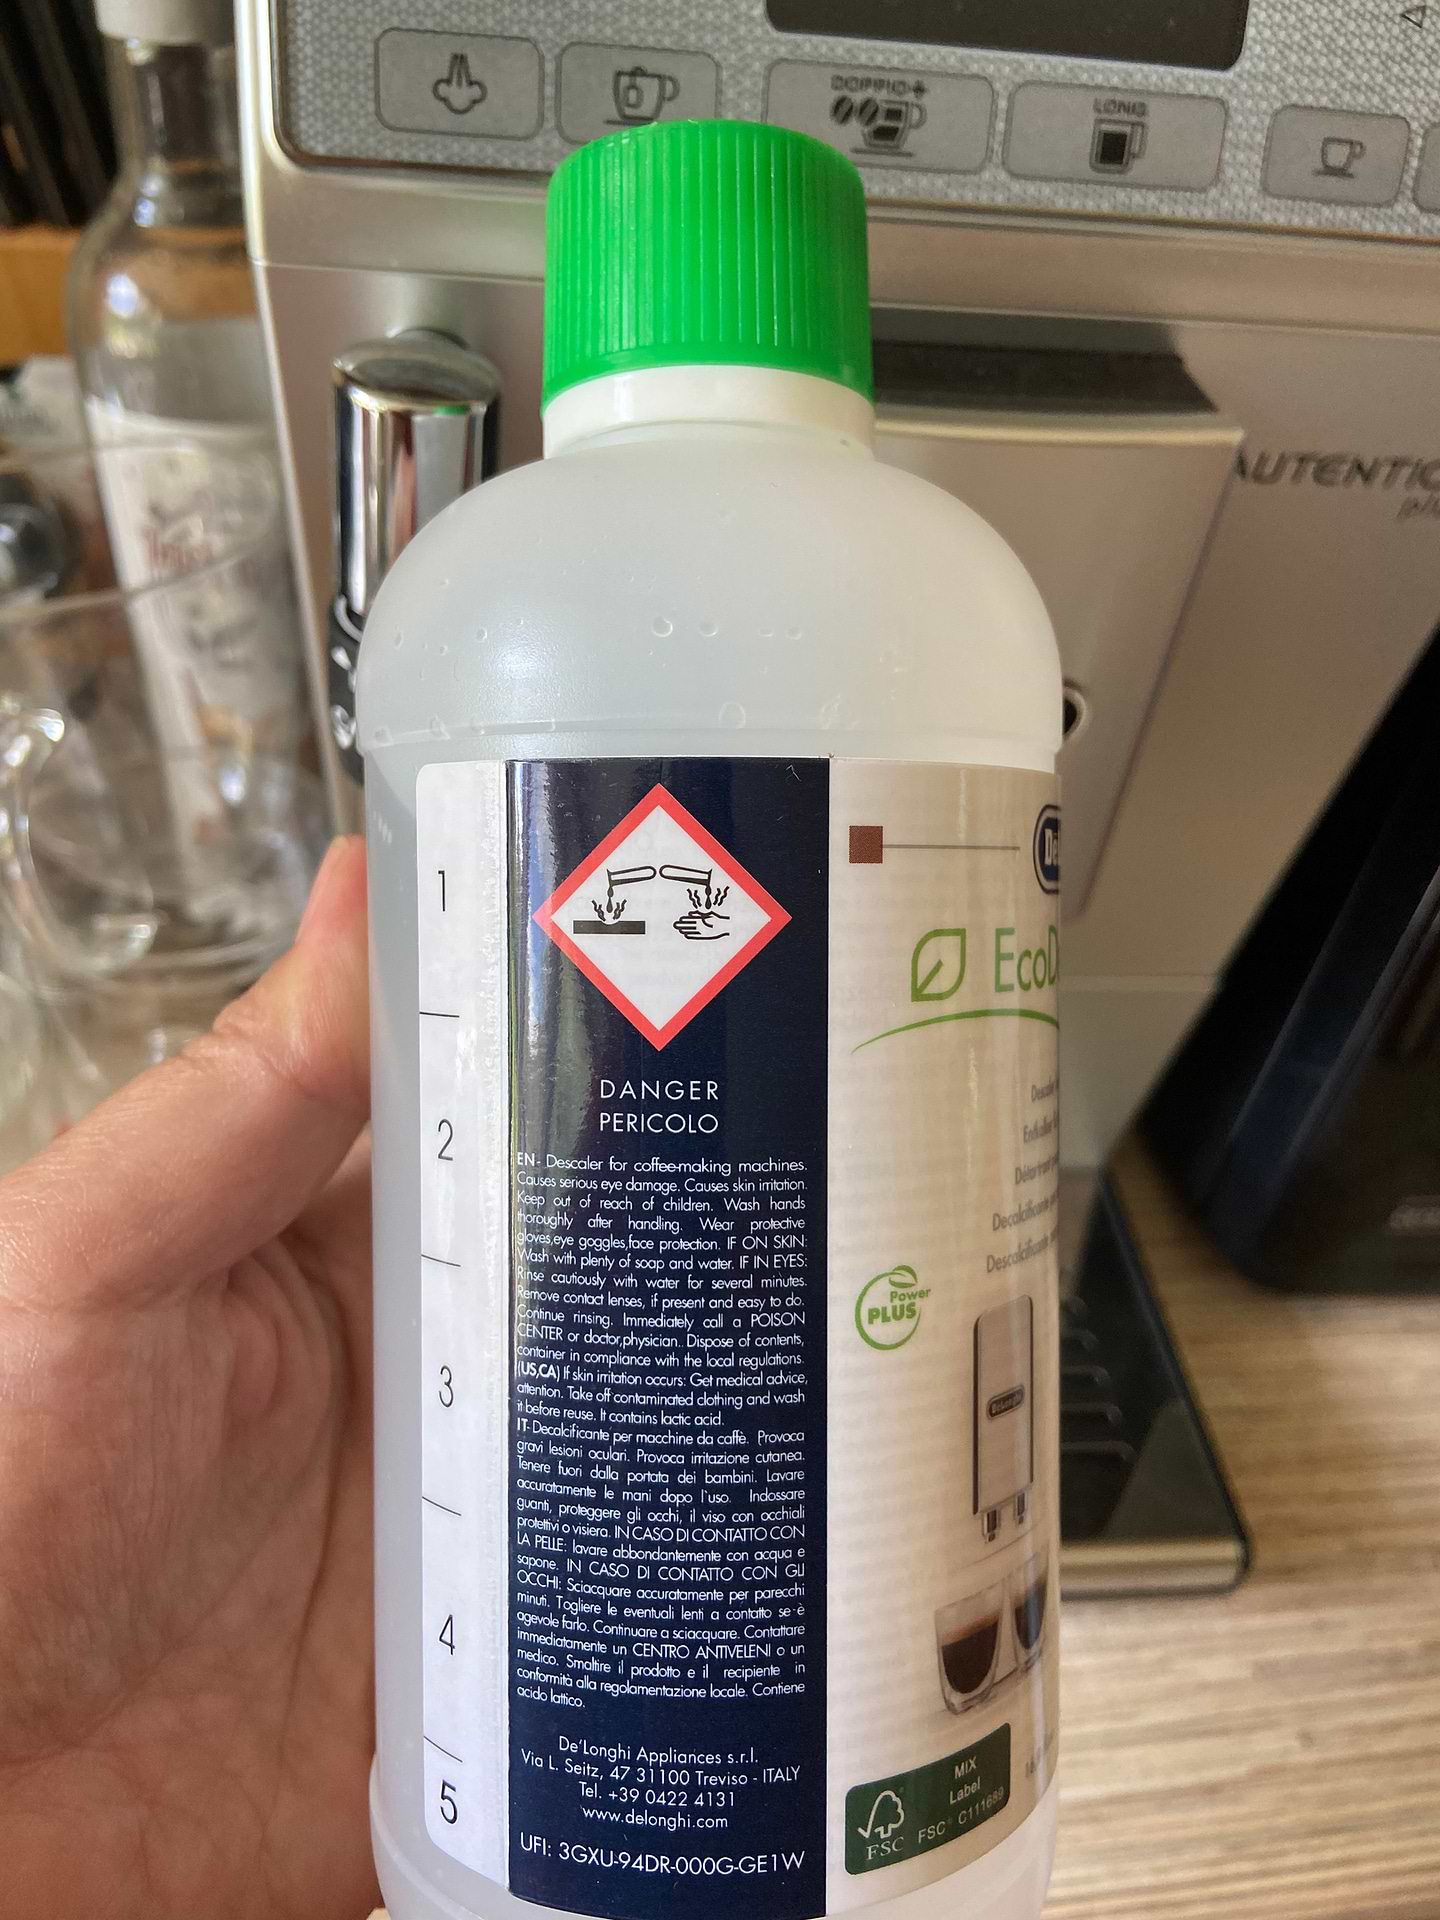 DOPPIO+
LONG
AUTENTIC
1
2
3
4
5
DANGER
PERICOLO
EN- Descaler for coffee-making machines.
Causes serious eye damage. Causes skin irritation.
Keep out of reach of children. Wash hands
thoroughly after handling. Wear protective
gloves,eye goggles,face protection. IF ON SKIN:
Wash with plenty of soap and water. IF IN EYES:
Rinse cautiously with water for several minutes.
Remove contact lenses, if present and easy to do.
Continue rinsing. Immediately call a POISON
CENTER or doctor,physician.. Dispose of contents,
container in compliance with the local regulations.
(US,CA) If skin irritation occurs: Get medical advice,
attention. Take off contaminated clothing and wash
it before reuse. It contains lactic acid.
IT- Decalcificante per macchine da caffè. Provoca
gravi lesioni oculari. Provoca irritazione cutanea.
Tenere fuori dalla portata dei bambini. Lavare
accuratamente le mani dopo l'uso. Indossare
guanti, proteggere gli occhi, il viso con occhiali
protettivi o visiera. IN CASO DI CONTATTO CON
LA PELLE: lavare abbondantemente con acqua e
sapone. IN CASO DI CONTATTO CON GLI
OCCHI: Sciacquare accuratamente per parecchi
minuti. Togliere le eventuali lenti a contatto se è
agevole farlo. Continuare a sciacquare. Contattare
immediatamente un CENTRO ANTIVELENI o un
medico. Smaltire il prodotto e il recipiente in
conformità alla regolamentazione locale. Contiene
acido lattico.
De'Longhi Appliances s.r.l.
Via L. Seitz, 47 31100 Treviso - ITALY
Tel. +39 0422 4131
www.delonghi.com
UFI: 3GXU-94DR-000G-GE1W
De
EcoD
Descaler
Entkalker
Détartrant
Decalcificante
Descalcificante
Power
PLUS
DeLonghi
MIX
Label
FSC® C111689
FSC